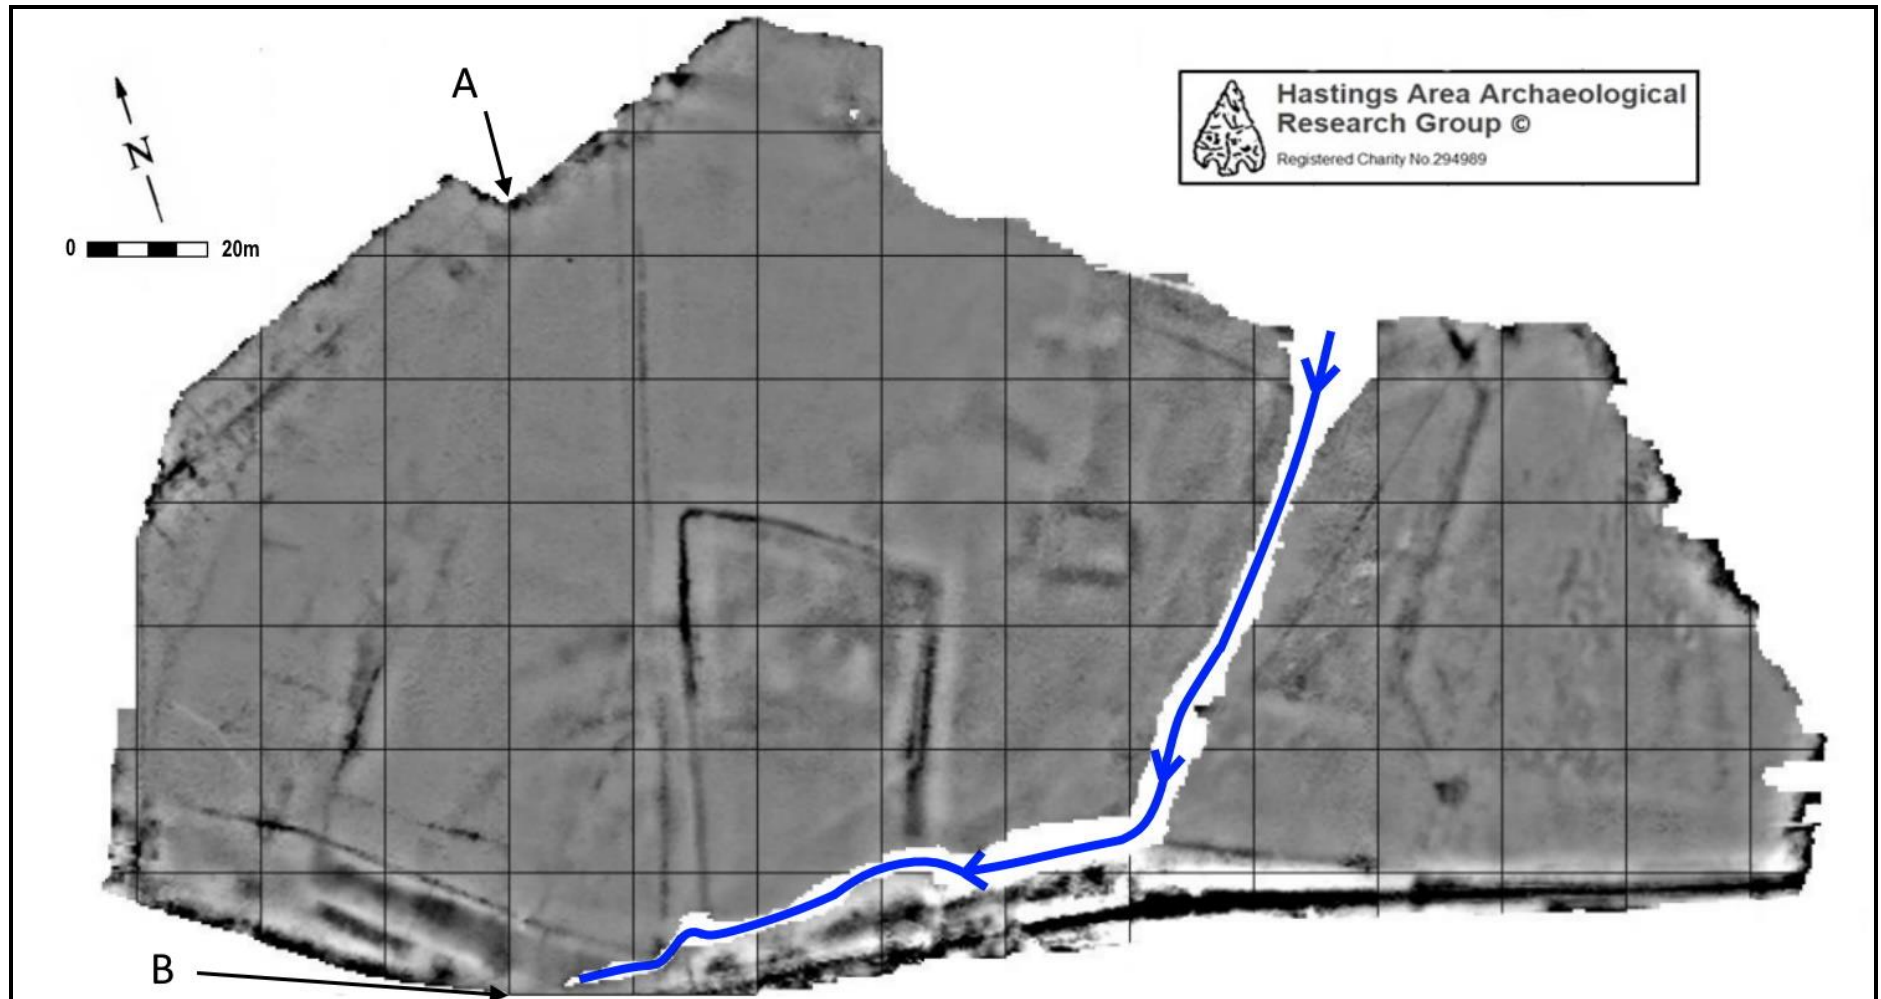 A
N
0 20m
Hastings Area Archaeological
Research Group ©
Registered Charity No.294989
B